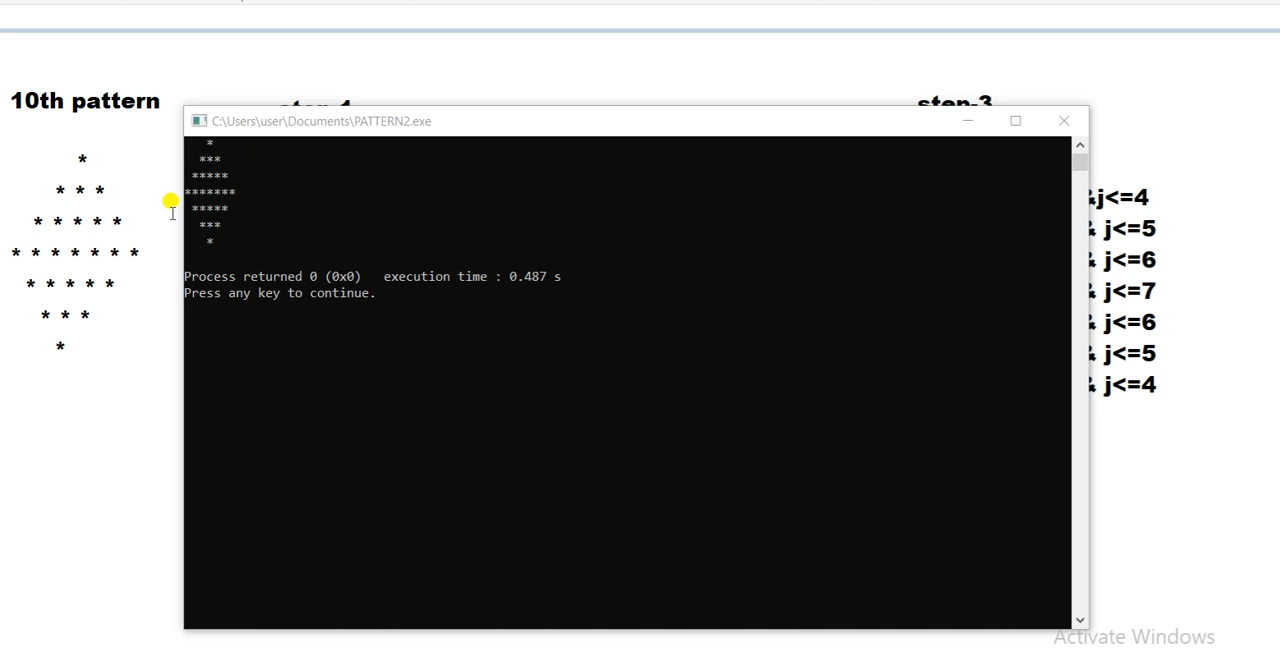 10th pattern
*
* * *
* * * * *
* * * * * * *
* * * * *
* * *
*
C:\Users\user\Documents\PATTERN2.exe
*
***
*****
*******
*****
***
*
Process returned 0 (0x0)   execution time : 0.487 s
Press any key to continue.
step-3
j<=4
j<=5
j<=6
j<=7
j<=6
j<=5
j<=4
Activate Windows